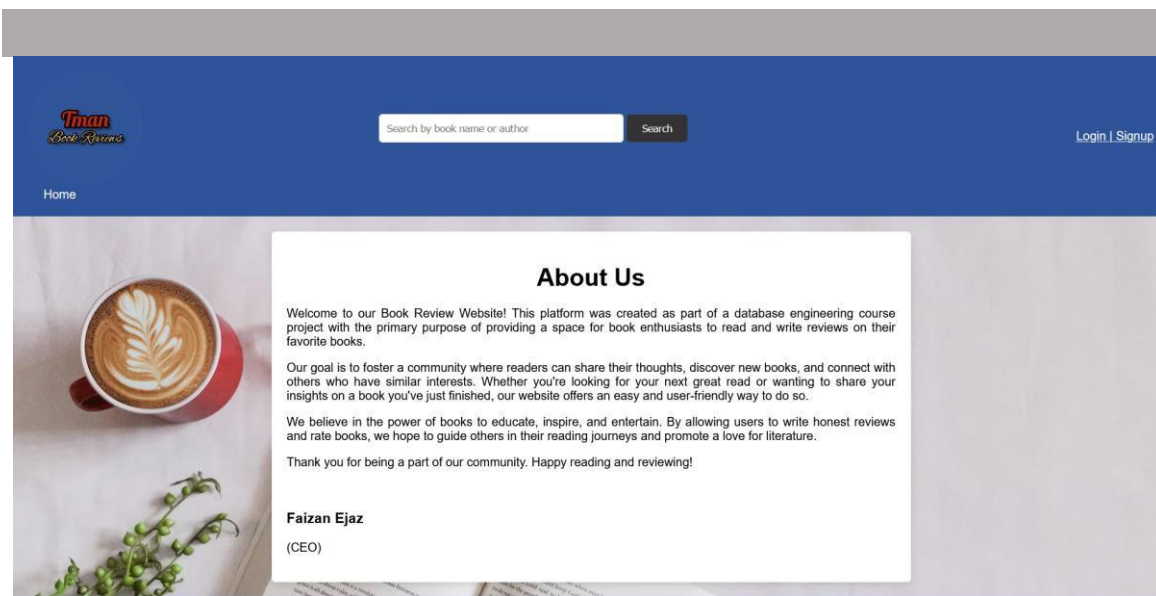 Tman
Book Reviews
Search by book name or author
Search
Login | Signup
Home
About Us
Welcome to our Book Review Website! This platform was created as part of a database engineering course
project with the primary purpose of providing a space for book enthusiasts to read and write reviews on their
favorite books.
Our goal is to foster a community where readers can share their thoughts, discover new books, and connect with
others who have similar interests. Whether you're looking for your next great read or wanting to share your
insights on a book you've just finished, our website offers an easy and user-friendly way to do so.
We believe in the power of books to educate, inspire, and entertain. By allowing users to write honest reviews
and rate books, we hope to guide others in their reading journeys and promote a love for literature.
Thank you for being a part of our community. Happy reading and reviewing!
Faizan Ejaz
(CEO)